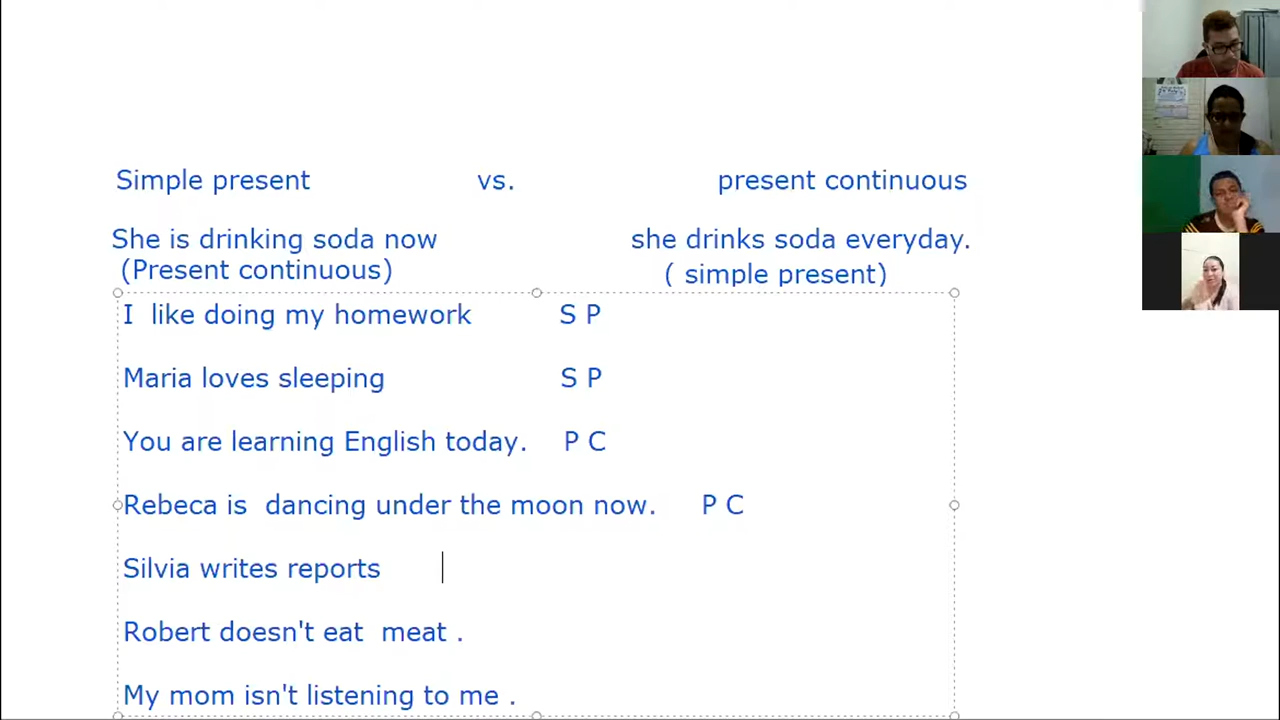 Simple present vs. present continuous
She is drinking soda now she drinks soda everyday.
(Present continuous) ( simple present)
I like doing my homework S P
Maria loves sleeping S P
You are learning English today. P C
Rebeca is dancing under the moon now. P C
Silvia writes reports
Robert doesn't eat meat .
My mom isn't listening to me .